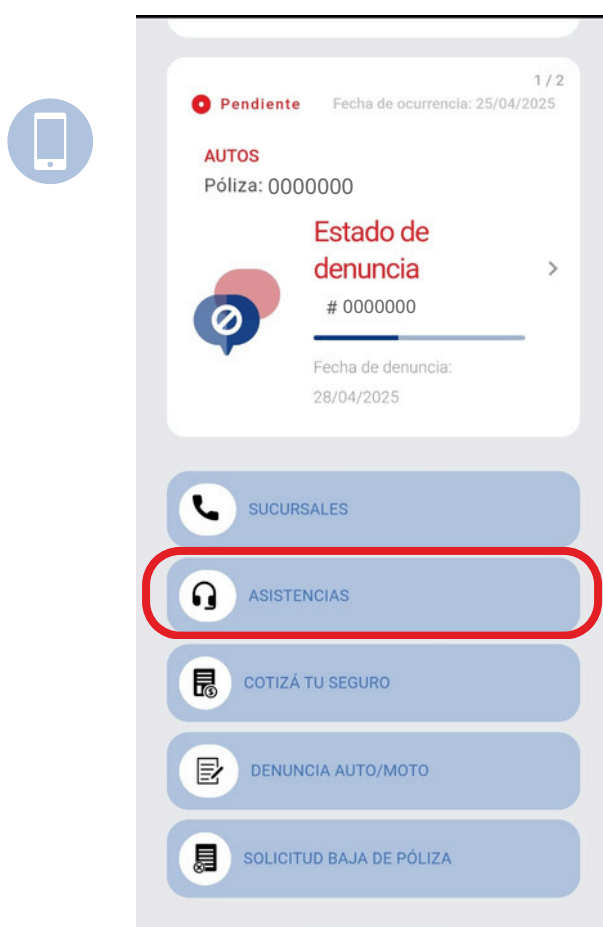 1 / 2
Pendiente Fecha de ocurrencia: 25/04/2025
AUTOS
Póliza: 0000000
Estado de
denuncia
# 0000000
Fecha de denuncia:
28/04/2025
SUCURSALES
ASISTENCIAS
COTIZÁ TU SEGURO
DENUNCIA AUTO/MOTO
SOLICITUD BAJA DE PÓLIZA